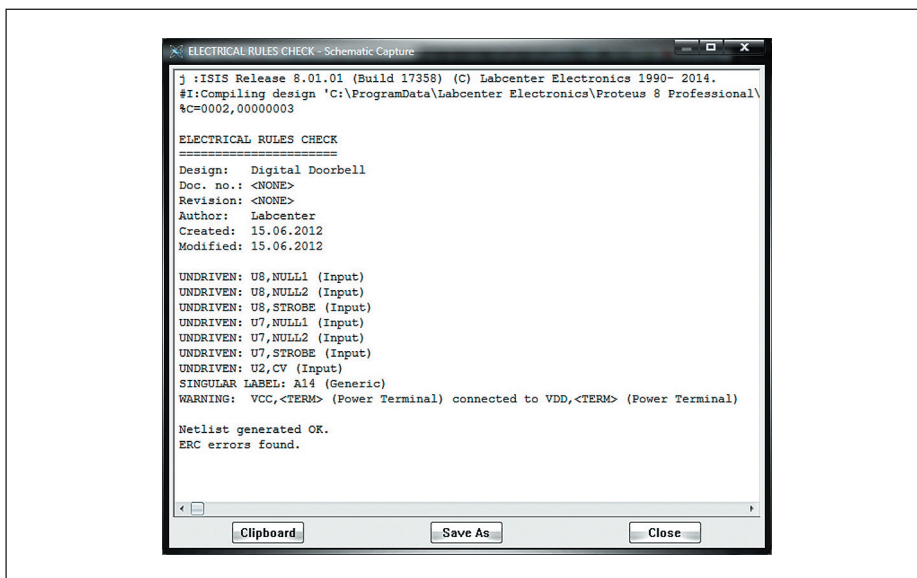 ELECTRICAL RULES CHECK - Schematic Capture
j :ISIS Release 8.01.01 (Build 17358) (C) Labcenter Electronics 1990- 2014.
#I:Compiling design 'C:\ProgramData\Labcenter Electronics\Proteus 8 Professional\
%C=0002,00000003
ELECTRICAL RULES CHECK
======================
Design: Digital Doorbell
Doc. no.: <NONE>
Revision: <NONE>
Author: Labcenter
Created: 15.06.2012
Modified: 15.06.2012
UNDRIVEN: U8,NULL1 (Input)
UNDRIVEN: U8,NULL2 (Input)
UNDRIVEN: U8,STROBE (Input)
UNDRIVEN: U7,NULL1 (Input)
UNDRIVEN: U7,NULL2 (Input)
UNDRIVEN: U7,STROBE (Input)
UNDRIVEN: U2,CV (Input)
SINGULAR LABEL: A14 (Generic)
WARNING: VCC,<TERM> (Power Terminal) connected to VDD,<TERM> (Power Terminal)
Netlist generated OK.
ERC errors found.
Clipboard Save As Close